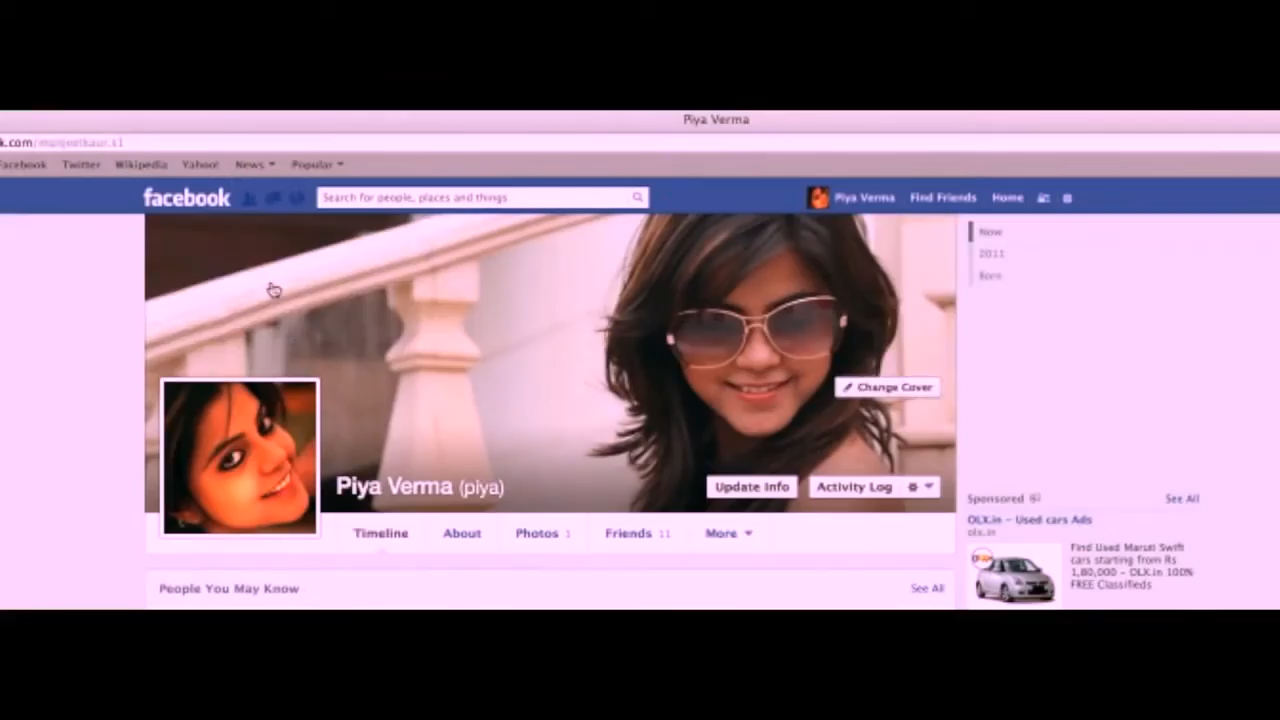 Piya Verma
k.com/manjeetkaur.s1
Facebook Twitter Wikipedia Yahoo! News Popular
facebook Search for people, places and things Piya Verma Find Friends Home
Now
2011
Born
Change Cover
Piya Verma (piya) Update Info Activity Log
Timeline About Photos 1 Friends 11 More
Sponsored See All
OLX.in - Used cars Ads
olx.in
Find Used Maruti Swift
cars starting from Rs
1,80,000 - OLX.in 100%
FREE Classifieds
People You May Know See All